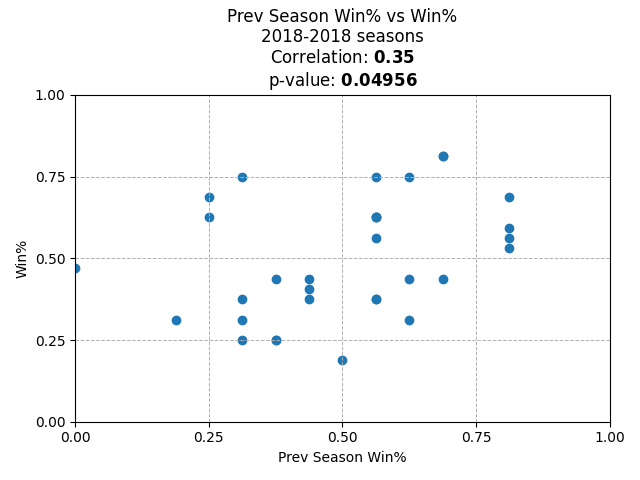 Prev Season Win% vs Win%
2018-2018 seasons
Correlation: 0.35
p-value: 0.04956
1.00
0.75
0.50
0.25
0.00
Win%
0.00 0.25 0.50 0.75 1.00
Prev Season Win%